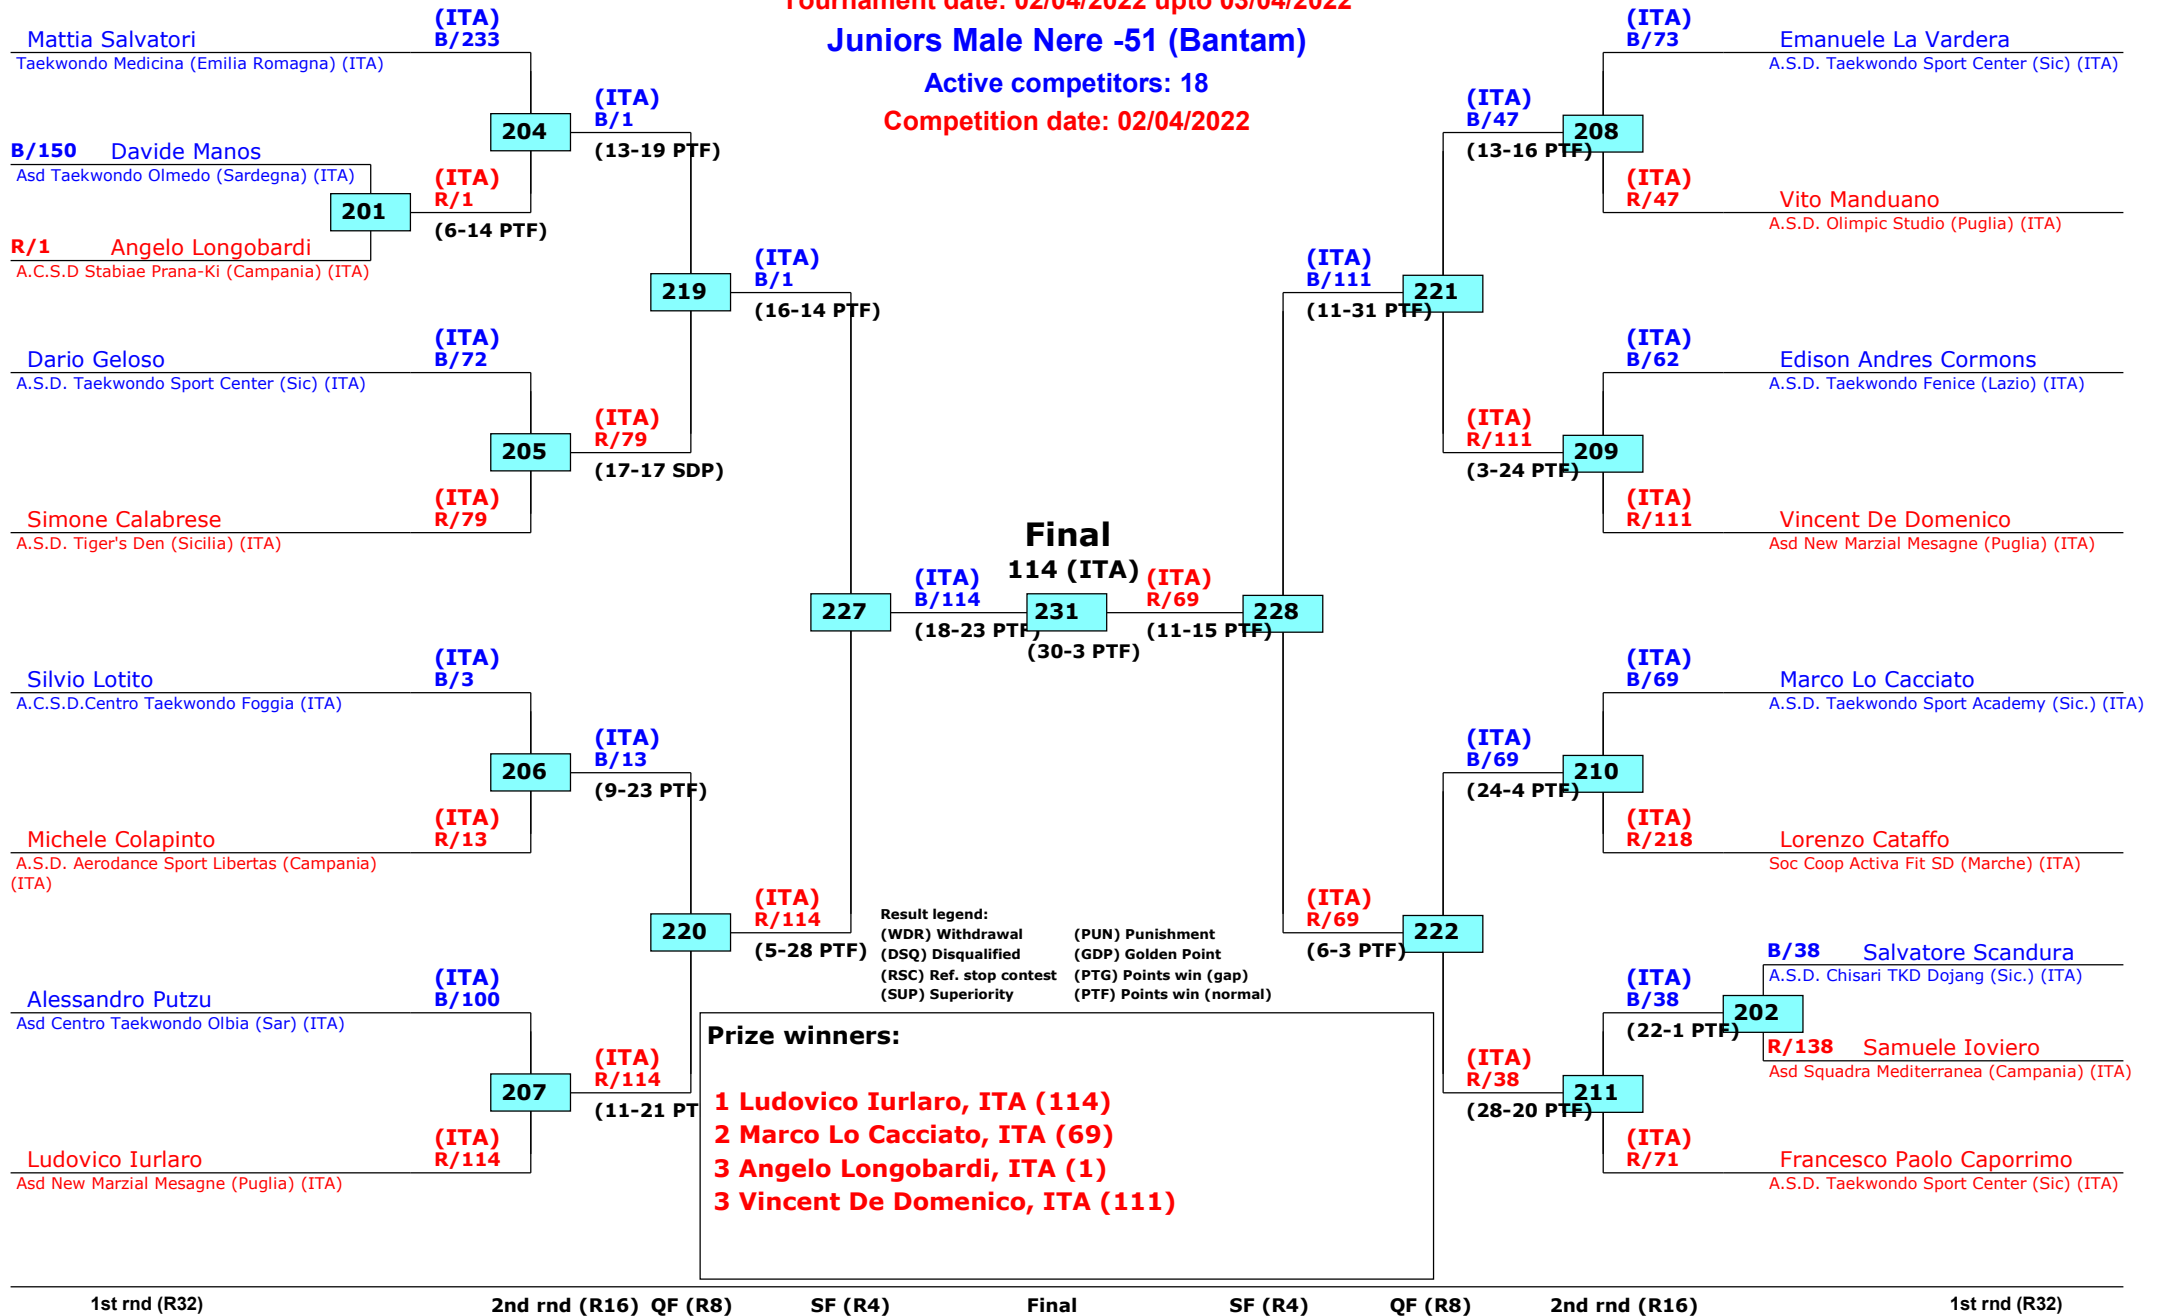 Tournament date: 02/04/2022 upto 03/04/2022
Juniors Male Nere -51 (Bantam)
Active competitors: 18
Competition date: 02/04/2022
Mattia Salvatori
(ITA)
B/233
Taekwondo Medicina (Emilia Romagna) (ITA)
B/150 Davide Manos
Asd Taekwondo Olmedo (Sardegna) (ITA)
201
R/1 Angelo Longobardi
A.C.S.D Stabiae Prana-Ki (Campania) (ITA)
(ITA)
R/1
(6-14 PTF)
204
(ITA)
B/1
(13-19 PTF)
Dario Geloso
(ITA)
B/72
A.S.D. Taekwondo Sport Center (Sic) (ITA)
205
(ITA)
R/79
(17-17 SDP)
Simone Calabrese
(ITA)
R/79
A.S.D. Tiger's Den (Sicilia) (ITA)
219
(ITA)
B/1
(16-14 PTF)
Silvio Lotito
(ITA)
B/3
A.C.S.D.Centro Taekwondo Foggia (ITA)
206
(ITA)
B/13
(9-23 PTF)
Michele Colapinto
(ITA)
R/13
A.S.D. Aerodance Sport Libertas (Campania)
(ITA)
220
(ITA)
R/114
(5-28 PTF)
Alessandro Putzu
(ITA)
B/100
Asd Centro Taekwondo Olbia (Sar) (ITA)
207
(ITA)
R/114
(11-21 PT
Ludovico Iurlaro
(ITA)
R/114
Asd New Marzial Mesagne (Puglia) (ITA)
227
(ITA)
B/114
(18-23 PTF)
Final
114 (ITA)
231
(30-3 PTF)
(ITA)
R/69
(11-15 PTF)
228
(ITA)
B/111
(11-31 PTF)
221
(ITA)
B/47
(13-16 PTF)
208
(ITA)
B/73
Emanuele La Vardera
A.S.D. Taekwondo Sport Center (Sic) (ITA)
(ITA)
R/47
Vito Manduano
A.S.D. Olimpic Studio (Puglia) (ITA)
(ITA)
R/111
(3-24 PTF)
209
(ITA)
B/62
Edison Andres Cormons
A.S.D. Taekwondo Fenice (Lazio) (ITA)
(ITA)
R/111
Vincent De Domenico
Asd New Marzial Mesagne (Puglia) (ITA)
(ITA)
R/69
(6-3 PTF)
222
(ITA)
B/69
(24-4 PTF)
210
(ITA)
B/69
Marco Lo Cacciato
A.S.D. Taekwondo Sport Academy (Sic.) (ITA)
(ITA)
R/218
Lorenzo Cataffo
Soc Coop Activa Fit SD (Marche) (ITA)
(ITA)
R/38
(28-20 PTF)
211
(ITA)
B/38
(22-1 PTF)
202
B/38 Salvatore Scandura
A.S.D. Chisari TKD Dojang (Sic.) (ITA)
R/138 Samuele Ioviero
Asd Squadra Mediterranea (Campania) (ITA)
(ITA)
R/71
Francesco Paolo Caporrimo
A.S.D. Taekwondo Sport Center (Sic) (ITA)
Result legend:
(WDR) Withdrawal (PUN) Punishment
(DSQ) Disqualified (GDP) Golden Point
(RSC) Ref. stop contest (PTG) Points win (gap)
(SUP) Superiority (PTF) Points win (normal)
Prize winners:
1 Ludovico Iurlaro, ITA (114)
2 Marco Lo Cacciato, ITA (69)
3 Angelo Longobardi, ITA (1)
3 Vincent De Domenico, ITA (111)
1st rnd (R32) 2nd rnd (R16) QF (R8) SF (R4) Final SF (R4) QF (R8) 2nd rnd (R16) 1st rnd (R32)